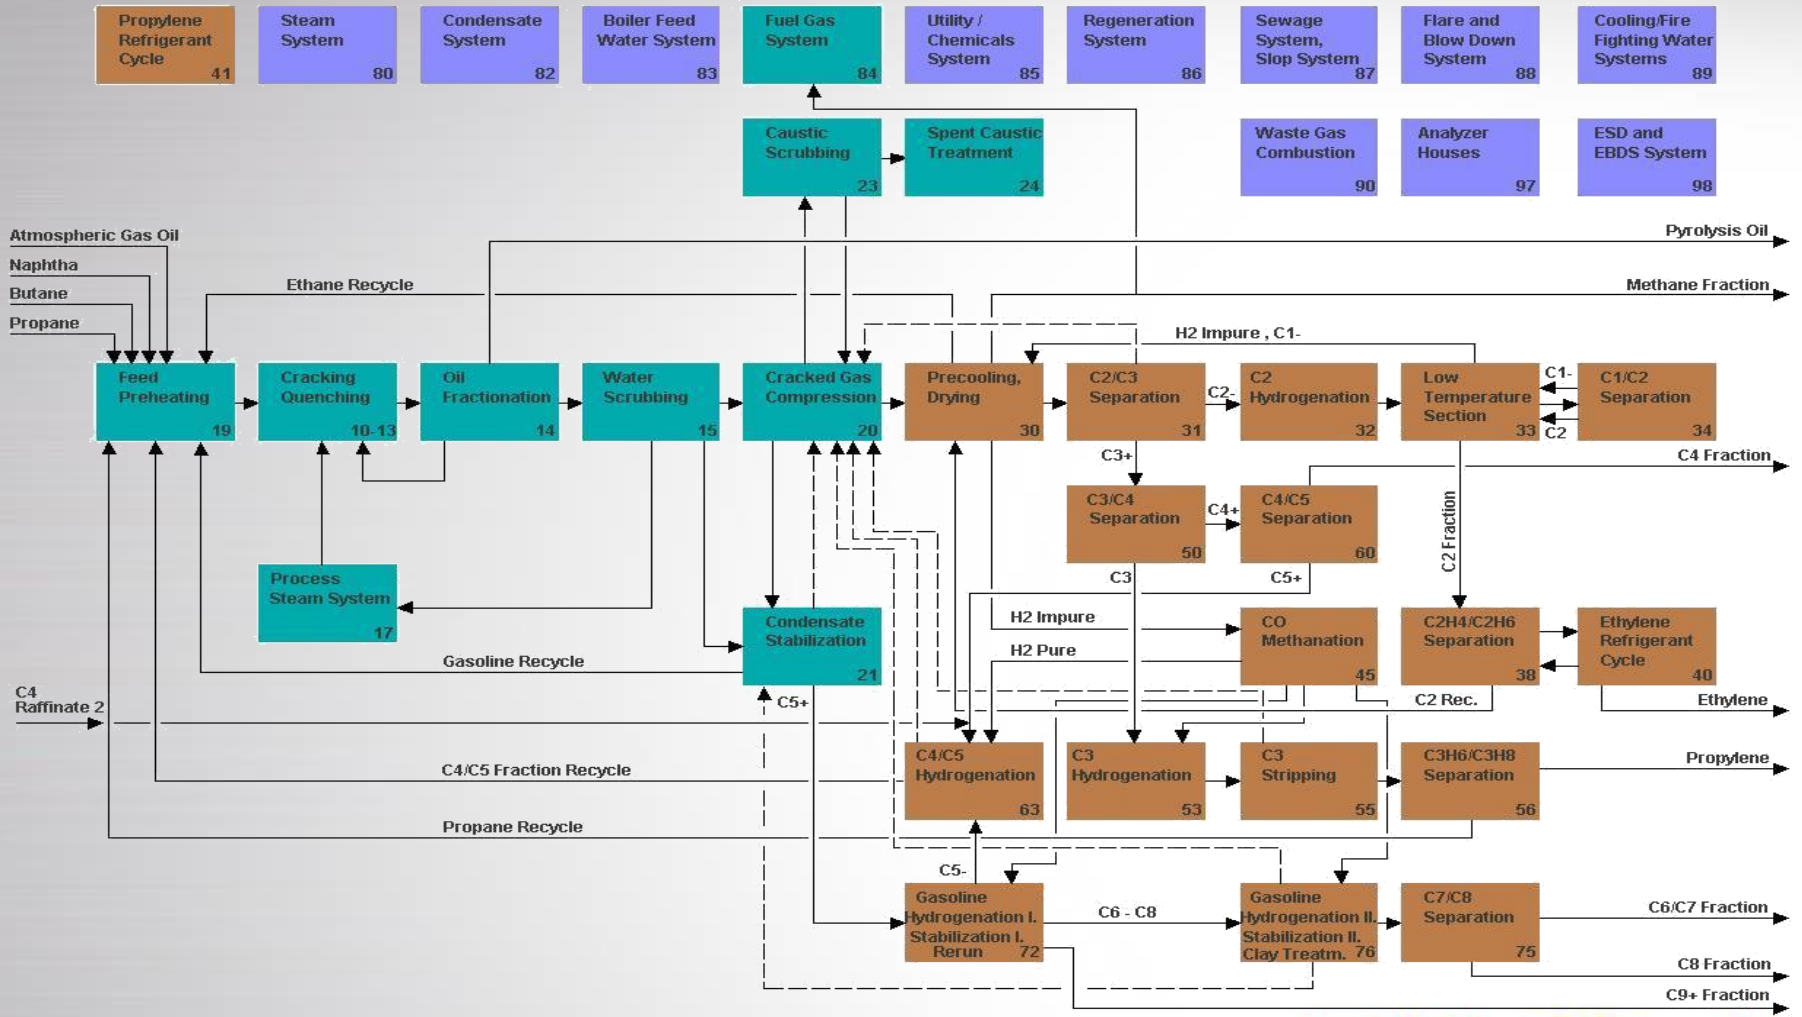 Propylene
Refrigerant
Cycle
41
Steam
System
80
Condensate
System
82
Boiler Feed
Water System
83
Fuel Gas
System
84
Utility /
Chemicals
System
85
Regeneration
System
86
Sewage
System,
Slop System
87
Flare and
Blow Down
System
88
Cooling/Fire
Fighting Water
Systems
89
Caustic
Scrubbing
23
Spent Caustic
Treatment
24
Waste Gas
Combustion
90
Analyzer
Houses
97
ESD and
EBDS System
98
Atmospheric Gas Oil
Naphtha
Butane
Propane
Pyrolysis Oil
Ethane Recycle
Methane Fraction
H2 Impure , C1-
Feed
Preheating
19
Cracking
Quenching
10-13
Oil
Fractionation
14
Water
Scrubbing
15
Cracked Gas
Compression
20
Precooling,
Drying
30
C2/C3
Separation
31
C2-
C2
Hydrogenation
32
Low
Temperature
Section
33
C1-
C2
C1/C2
Separation
34
C3+
C4 Fraction
C3/C4
Separation
50
C4+
C4/C5
Separation
60
C2 Fraction
C3
C5+
Process
Steam System
17
Condensate
Stabilization
21
H2 Impure
H2 Pure
CO
Methanation
45
C2H4/C2H6
Separation
38
Ethylene
Refrigerant
Cycle
40
Gasoline Recycle
C4
Raffinate 2
C5+
C2 Rec.
Ethylene
C4/C5 Fraction Recycle
C4/C5
Hydrogenation
63
C3
Hydrogenation
53
C3
Stripping
55
C3H6/C3H8
Separation
56
Propylene
Propane Recycle
C5-
Gasoline
Hydrogenation I.
Stabilization I.
Rerun
72
C6 - C8
Gasoline
Hydrogenation II.
Stabilization II.
Clay Treatm.
76
C7/C8
Separation
75
C6/C7 Fraction
C8 Fraction
C9+ Fraction